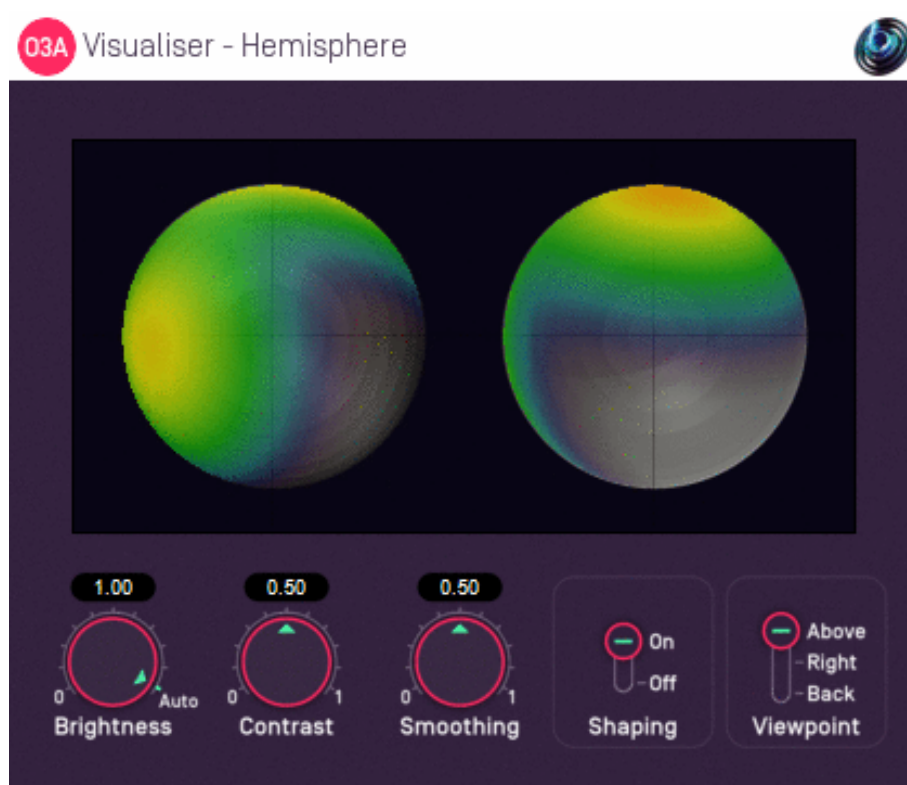 O3A Visualiser - Hemisphere
1.00 0.50 0.50
On
Off
Above
Right
Back
0 Auto 0 1 0 1
Brightness Contrast Smoothing Shaping Viewpoint